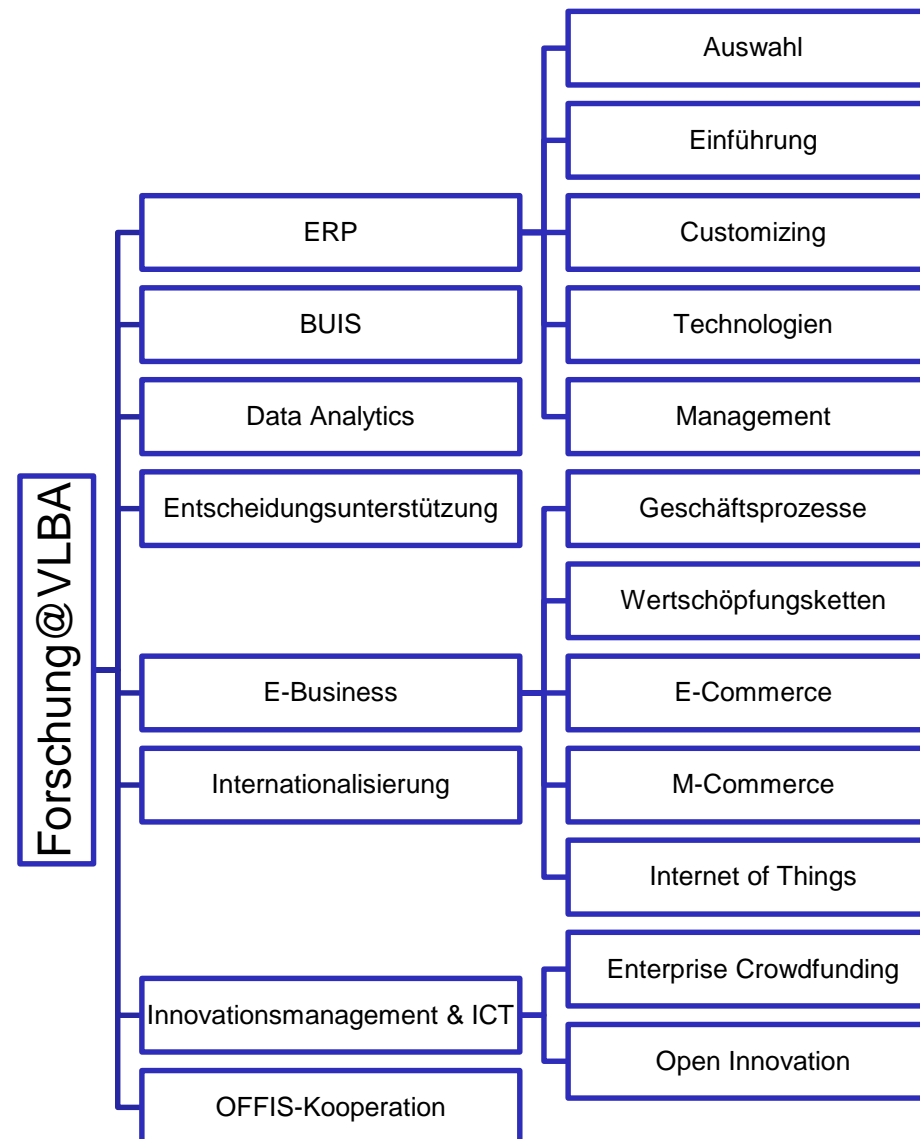 Forschung@VLBA
ERP
Auswahl
Einführung
Customizing
Technologien
Management
BUIS
Data Analytics
Entscheidungsunterstützung
E-Business
Geschäftsprozesse
Wertschöpfungsketten
E-Commerce
M-Commerce
Internet of Things
Internationalisierung
Innovationsmanagement & ICT
Enterprise Crowdfunding
Open Innovation
OFFIS-Kooperation